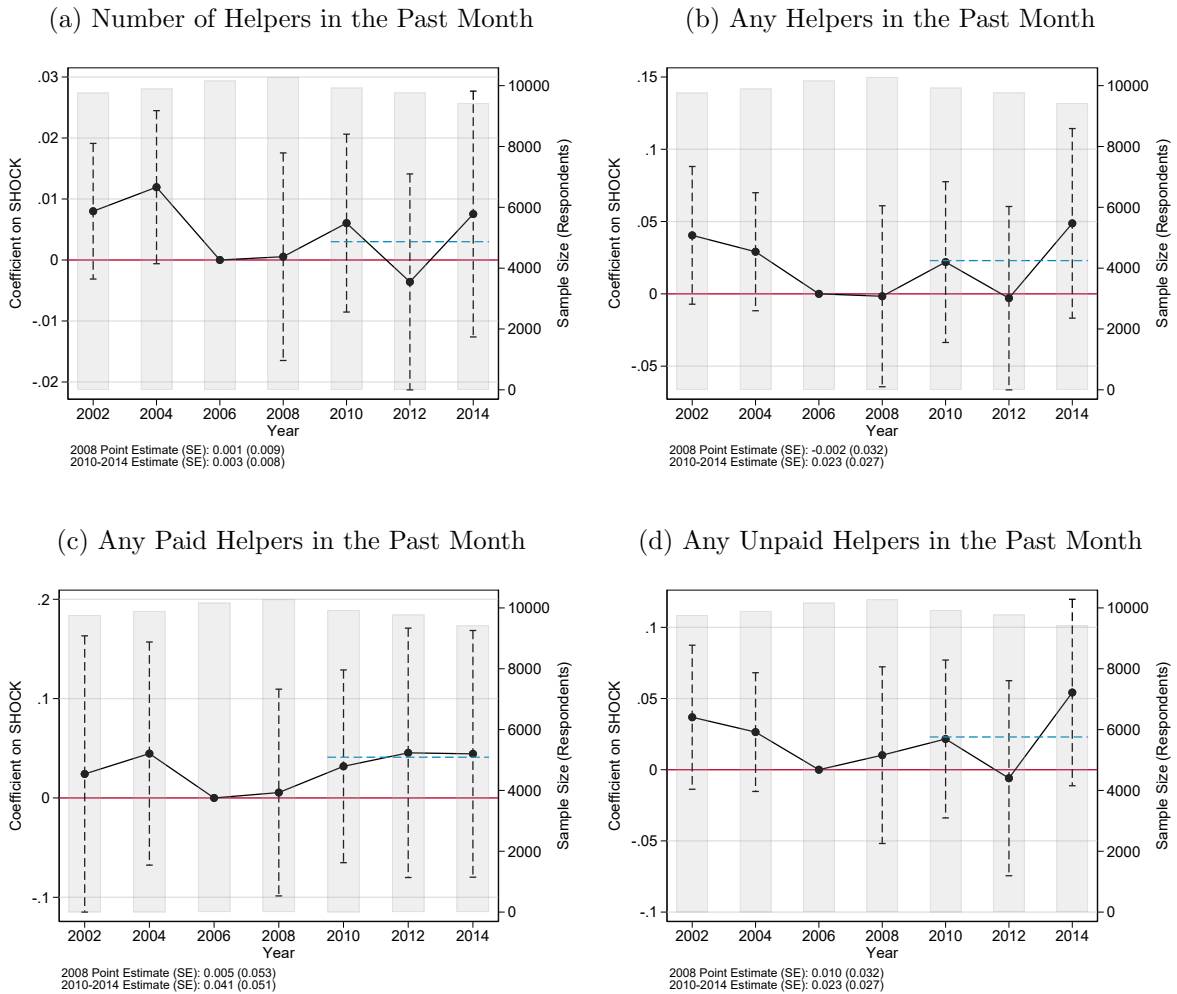 (a) Number of Helpers in the Past Month
.03
.02
.01
0
-.01
-.02
Coefficient on SHOCK
10000
8000
6000
4000
2000
0
Sample Size (Respondents)
2002 2004 2006 2008 2010 2012 2014
Year
2008 Point Estimate (SE): 0.001 (0.009)
2010-2014 Estimate (SE): 0.003 (0.008)
(b) Any Helpers in the Past Month
.15
.1
.05
0
-.05
Coefficient on SHOCK
10000
8000
6000
4000
2000
0
Sample Size (Respondents)
2002 2004 2006 2008 2010 2012 2014
Year
2008 Point Estimate (SE): -0.002 (0.032)
2010-2014 Estimate (SE): 0.023 (0.027)
(c) Any Paid Helpers in the Past Month
.2
.1
0
-.1
Coefficient on SHOCK
10000
8000
6000
4000
2000
0
Sample Size (Respondents)
2002 2004 2006 2008 2010 2012 2014
Year
2008 Point Estimate (SE): 0.005 (0.053)
2010-2014 Estimate (SE): 0.041 (0.051)
(d) Any Unpaid Helpers in the Past Month
.1
.05
0
-.05
-.1
Coefficient on SHOCK
10000
8000
6000
4000
2000
0
Sample Size (Respondents)
2002 2004 2006 2008 2010 2012 2014
Year
2008 Point Estimate (SE): 0.010 (0.032)
2010-2014 Estimate (SE): 0.023 (0.027)